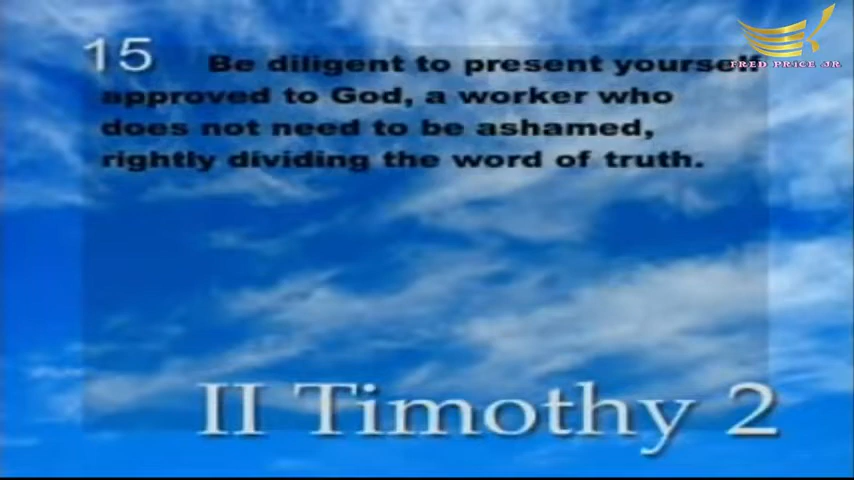 15 Be diligent to present yourself
approved to God, a worker who
does not need to be ashamed,
rightly dividing the word of truth.
II Timothy 2
FRED PRICE JR.